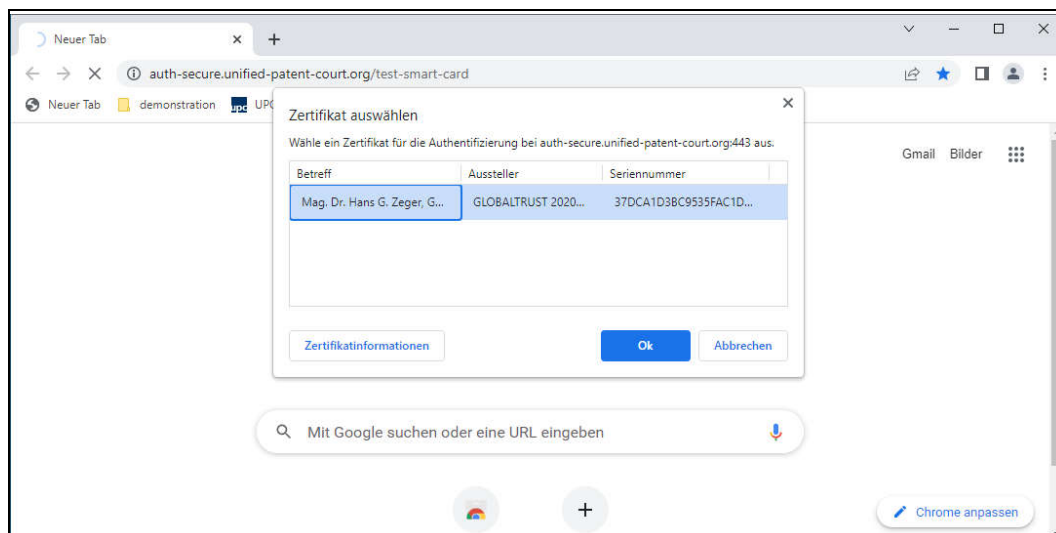 Neuer Tab
auth-secure.unified-patent-court.org/test-smart-card
Neuer Tab demonstration upc UPC
Zertifikat auswählen
Wähle ein Zertifikat für die Authentifizierung bei auth-secure.unified-patent-court.org:443 aus.
Gmail Bilder
Betreff Aussteller Seriennummer
Mag. Dr. Hans G. Zeger, G... GLOBALTRUST 2020... 37DCA1D3BC9535FAC1D...
Zertifikatinformationen Ok Abbrechen
Mit Google suchen oder eine URL eingeben
Chrome anpassen